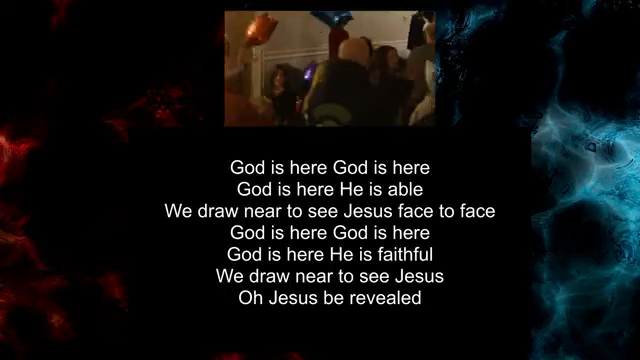 God is here God is here
God is here He is able
We draw near to see Jesus face to face
God is here God is here
God is here He is faithful
We draw near to see Jesus
Oh Jesus be revealed